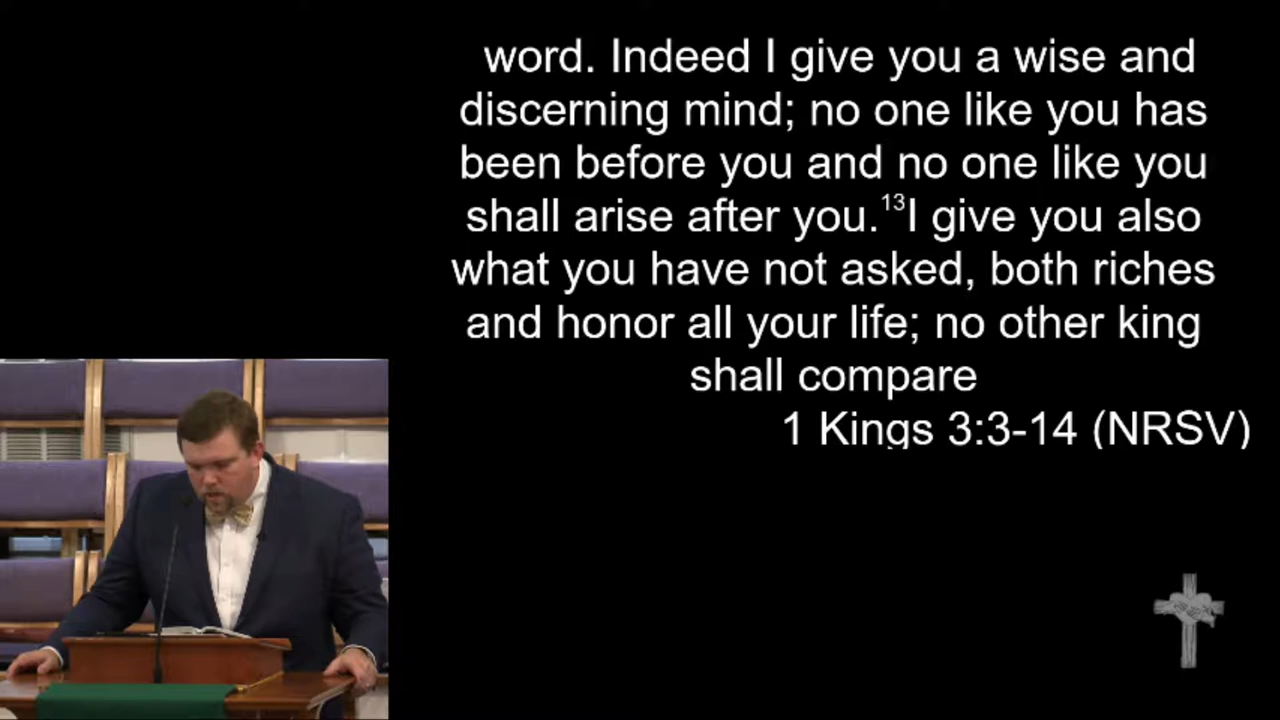 word. Indeed I give you a wise and
discerning mind; no one like you has
been before you and no one like you
shall arise after you.¹³I give you also
what you have not asked, both riches
and honor all your life; no other king
shall compare
1 Kings 3:3-14 (NRSV)